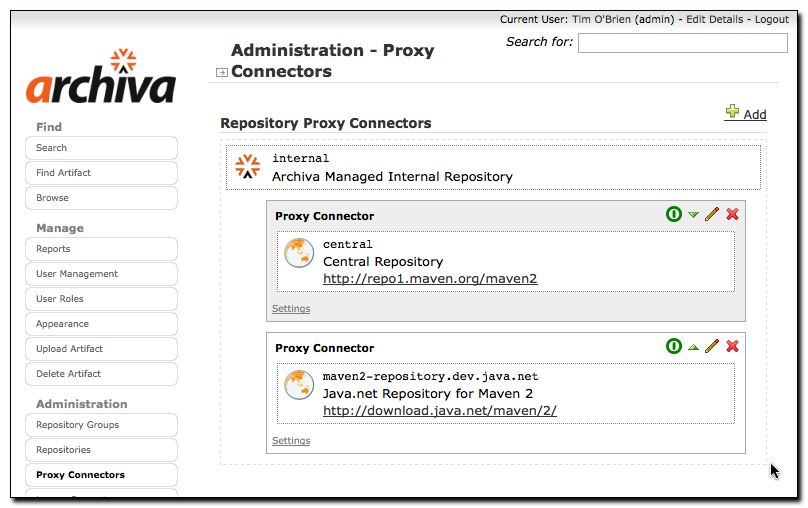 Current User: Tim O'Brien (admin) - Edit Details - Logout
Search for:
archiva
Administration - Proxy
Connectors
Find
Search
Find Artifact
Browse
Manage
Reports
User Management
User Roles
Appearance
Upload Artifact
Delete Artifact
Administration
Repository Groups
Repositories
Proxy Connectors
Add
Repository Proxy Connectors
internal
Archiva Managed Internal Repository
Proxy Connector
central
Central Repository
http://repo1.maven.org/maven2
Settings
Proxy Connector
maven2-repository.dev.java.net
Java.net Repository for Maven 2
http://download.java.net/maven/2/
Settings